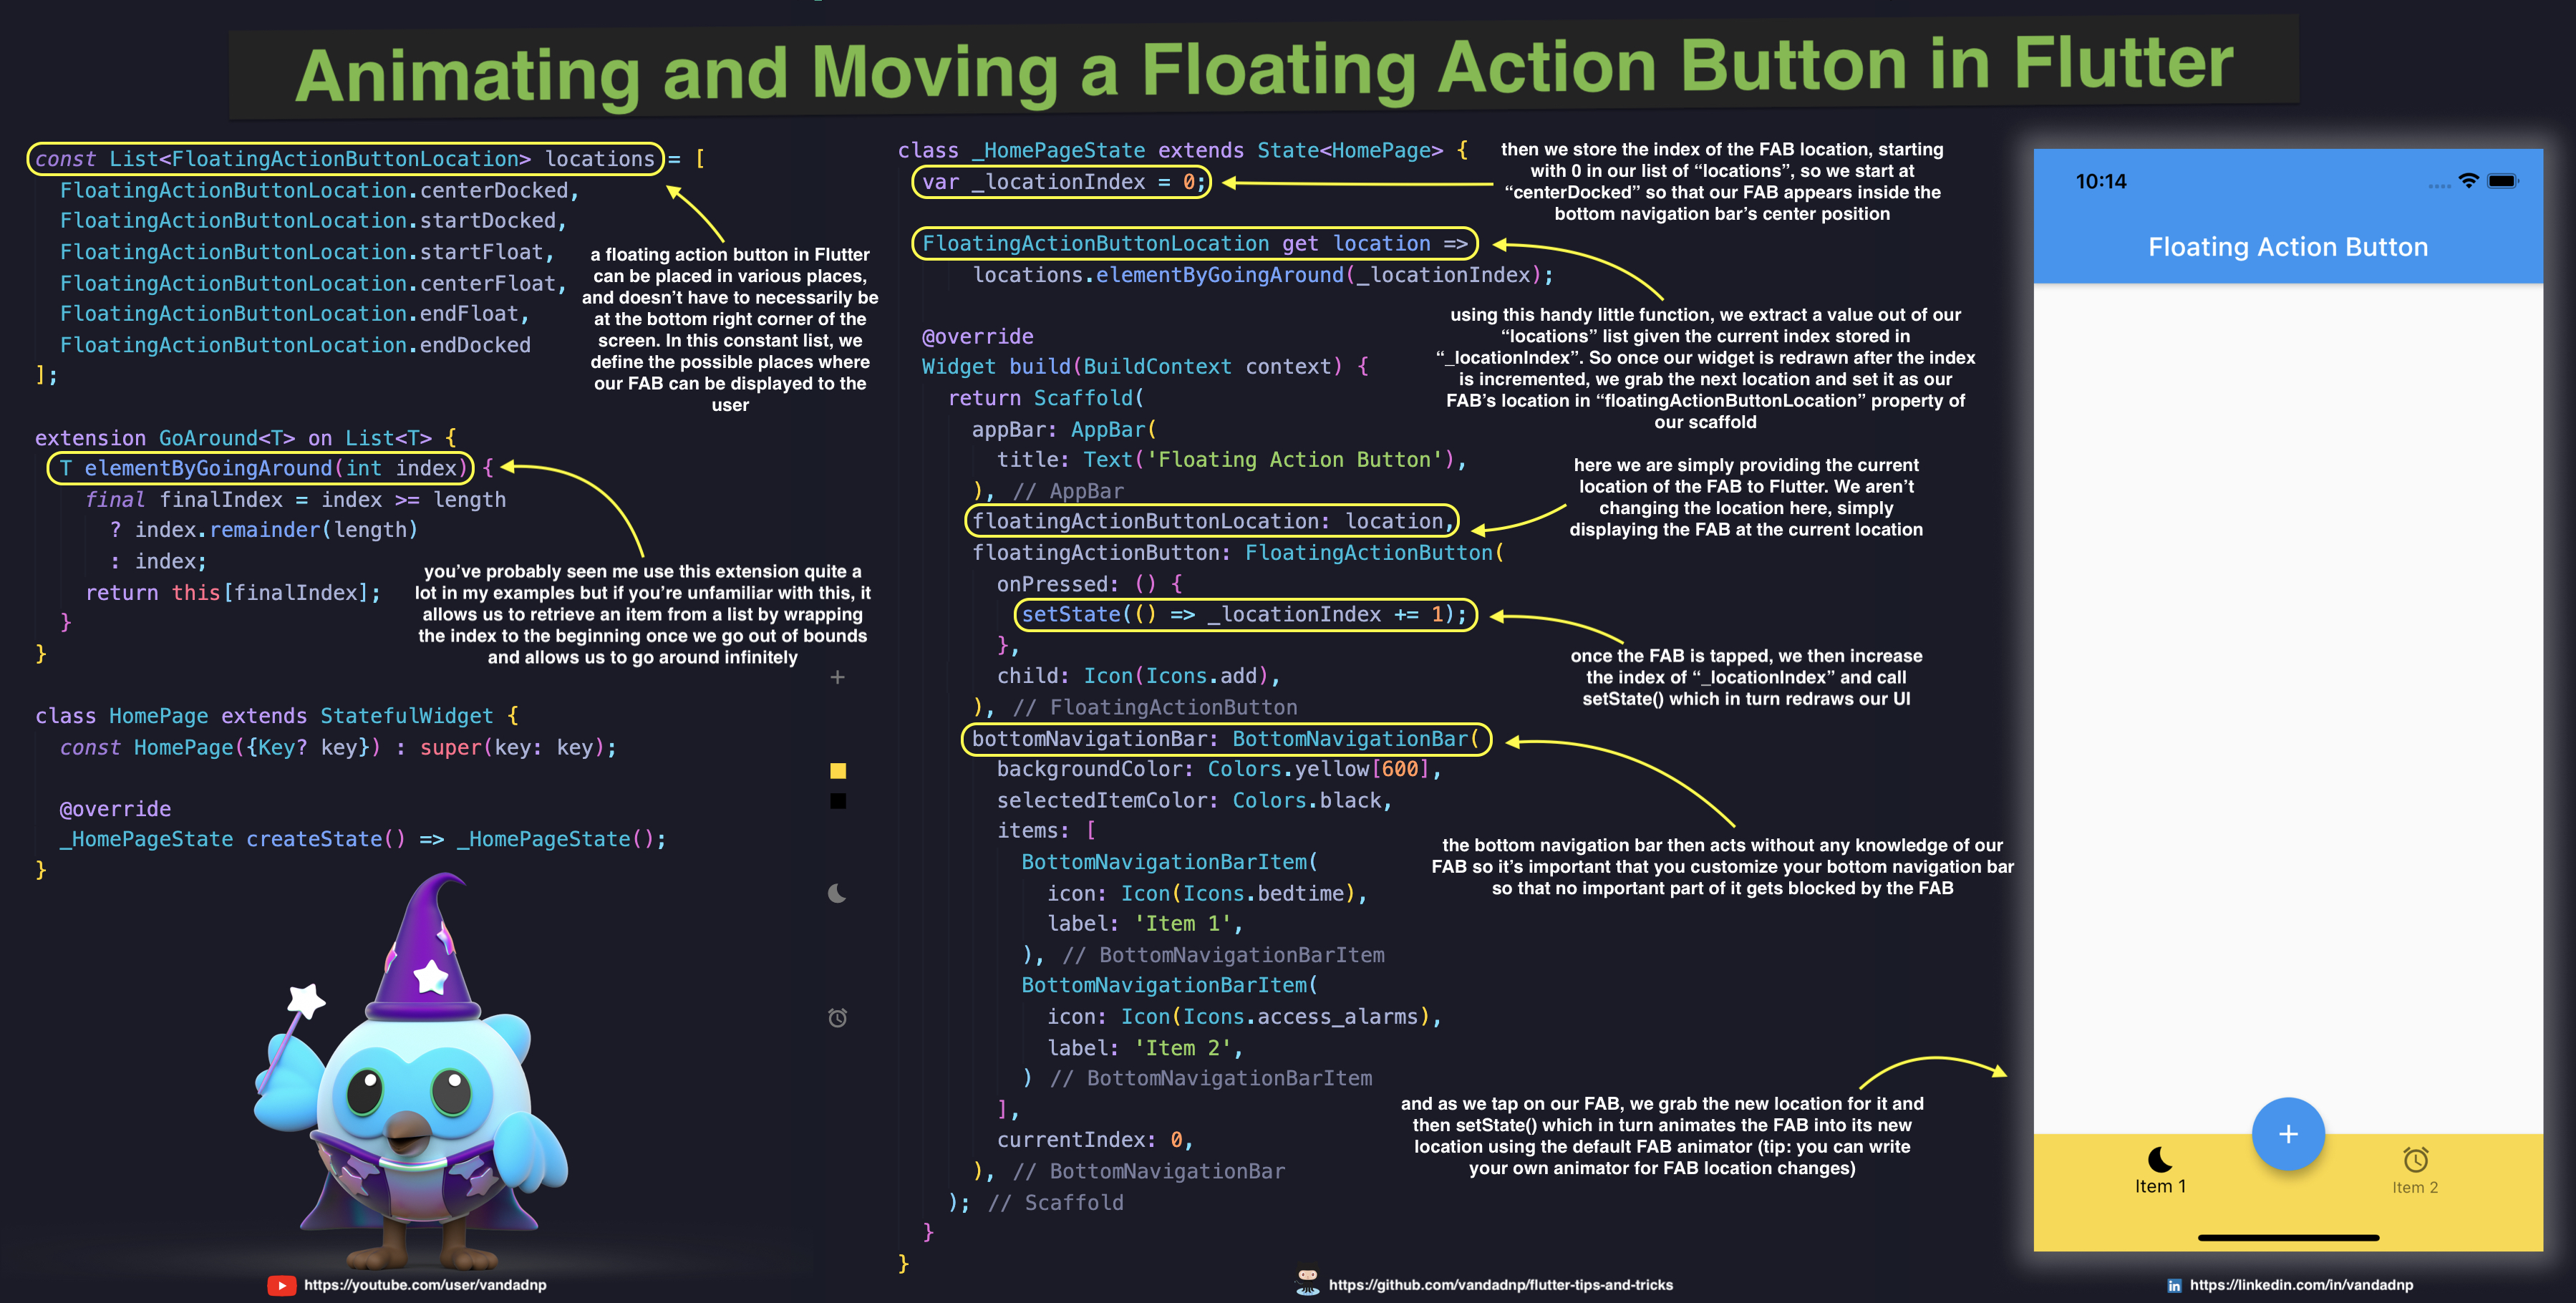 Animating and Moving a Floating Action Button in Flutter
const List<FloatingActionButtonLocation> locations = [
FloatingActionButtonLocation.centerDocked,
FloatingActionButtonLocation.startDocked,
FloatingActionButtonLocation.startFloat,
FloatingActionButtonLocation.centerFloat,
FloatingActionButtonLocation.endFloat,
FloatingActionButtonLocation.endDocked
];
a floating action button in Flutter
can be placed in various places,
and doesn't have to necessarily be
at the bottom right corner of the
screen. In this constant list, we
define the possible places where
our FAB can be displayed to the
user
extension GoAround<T> on List<T> {
T elementByGoingAround(int index) {
final finalIndex = index >= length
? index.remainder(length)
: index;
return this[finalIndex];
}
}
you've probably seen me use this extension quite a
lot in my examples but if you're unfamiliar with this, it
allows us to retrieve an item from a list by wrapping
the index to the beginning once we go out of bounds
and allows us to go around infinitely
class HomePage extends StatefulWidget {
const HomePage({Key? key}) : super(key: key);
@override
_HomePageState createState() => _HomePageState();
}
class _HomePageState extends State<HomePage> {
var _locationIndex = 0;
then we store the index of the FAB location, starting
with 0 in our list of “locations”, so we start at
“centerDocked” so that our FAB appears inside the
bottom navigation bar's center position
FloatingActionButtonLocation get location =>
locations.elementByGoingAround(_locationIndex);
using this handy little function, we extract a value out of our
“locations” list given the current index stored in
“_locationIndex”. So once our widget is redrawn after the index
is incremented, we grab the next location and set it as our
FAB's location in “floatingActionButtonLocation” property of
our scaffold
@override
Widget build(BuildContext context) {
return Scaffold(
appBar: AppBar(
title: Text('Floating Action Button'),
), // AppBar
floatingActionButtonLocation: location,
here we are simply providing the current
location of the FAB to Flutter. We aren't
changing the location here, simply
displaying the FAB at the current location
floatingActionButton: FloatingActionButton(
onPressed: () {
setState(() => _locationIndex += 1);
},
child: Icon(Icons.add),
), // FloatingActionButton
once the FAB is tapped, we then increase
the index of “_locationIndex” and call
setState() which in turn redraws our UI
bottomNavigationBar: BottomNavigationBar(
backgroundColor: Colors.yellow[600],
selectedItemColor: Colors.black,
items: [
BottomNavigationBarItem(
icon: Icon(Icons.bedtime),
label: 'Item 1',
), // BottomNavigationBarItem
BottomNavigationBarItem(
icon: Icon(Icons.access_alarms),
label: 'Item 2',
) // BottomNavigationBarItem
],
currentIndex: 0,
), // BottomNavigationBar
); // Scaffold
}
}
the bottom navigation bar then acts without any knowledge of our
FAB so it's important that you customize your bottom navigation bar
so that no important part of it gets blocked by the FAB
and as we tap on our FAB, we grab the new location for it and
then setState() which in turn animates the FAB into its new
location using the default FAB animator (tip: you can write
your own animator for FAB location changes)
10:14
Floating Action Button
Item 1
Item 2
https://youtube.com/user/vandadnp
https://github.com/vandadnp/flutter-tips-and-tricks
in https://linkedin.com/in/vandadnp